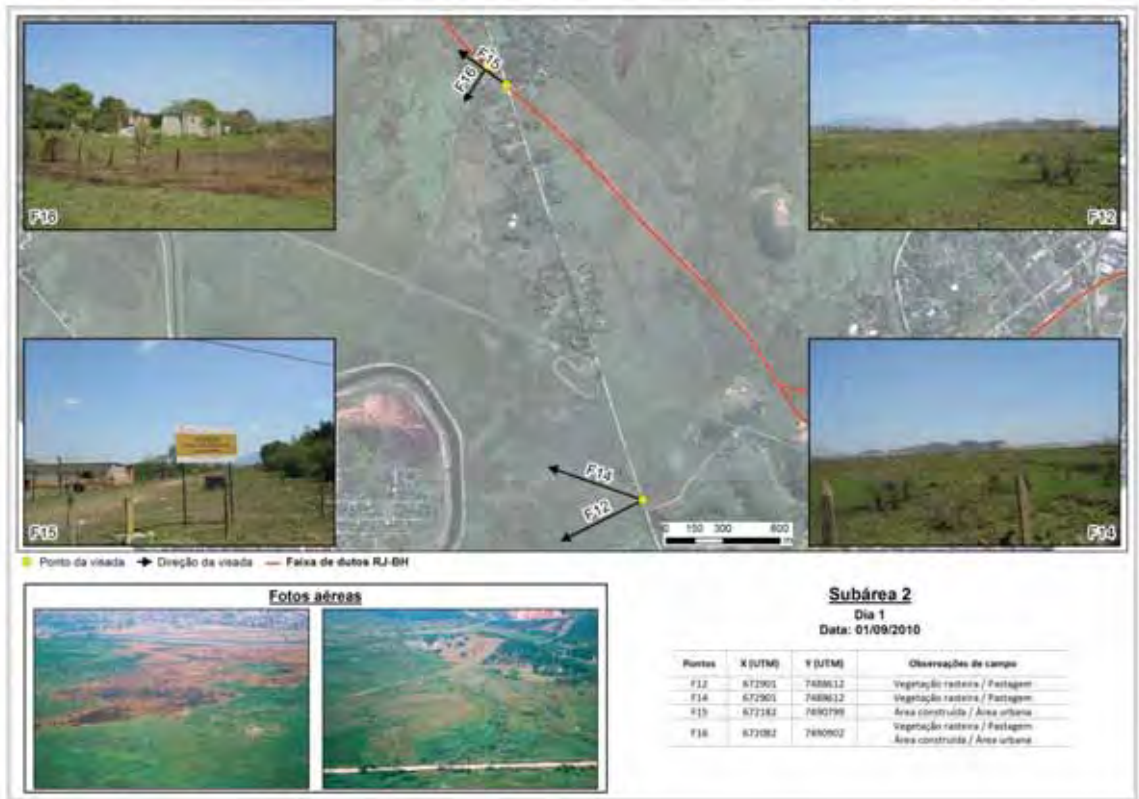 F15
F16
F16
F12
F15
F14
F12
F14
0 150 300 600
Ponto da visada
Direção da visada
Faixa de dutos RJ-BH
Fotos aéreas
Subárea 2
Dia 1
Data: 01/09/2010
Pontos X (UTM) Y (UTM) Observações de campo
F12 672901 7488612 Vegetação rasteira / Pastagem
F14 672901 7488612 Vegetação rasteira / Pastagem
F15 672182 7490799 Área construída / Área urbana
F16 672082 7490902 Vegetação rasteira / Pastagem
Área construída / Área urbana